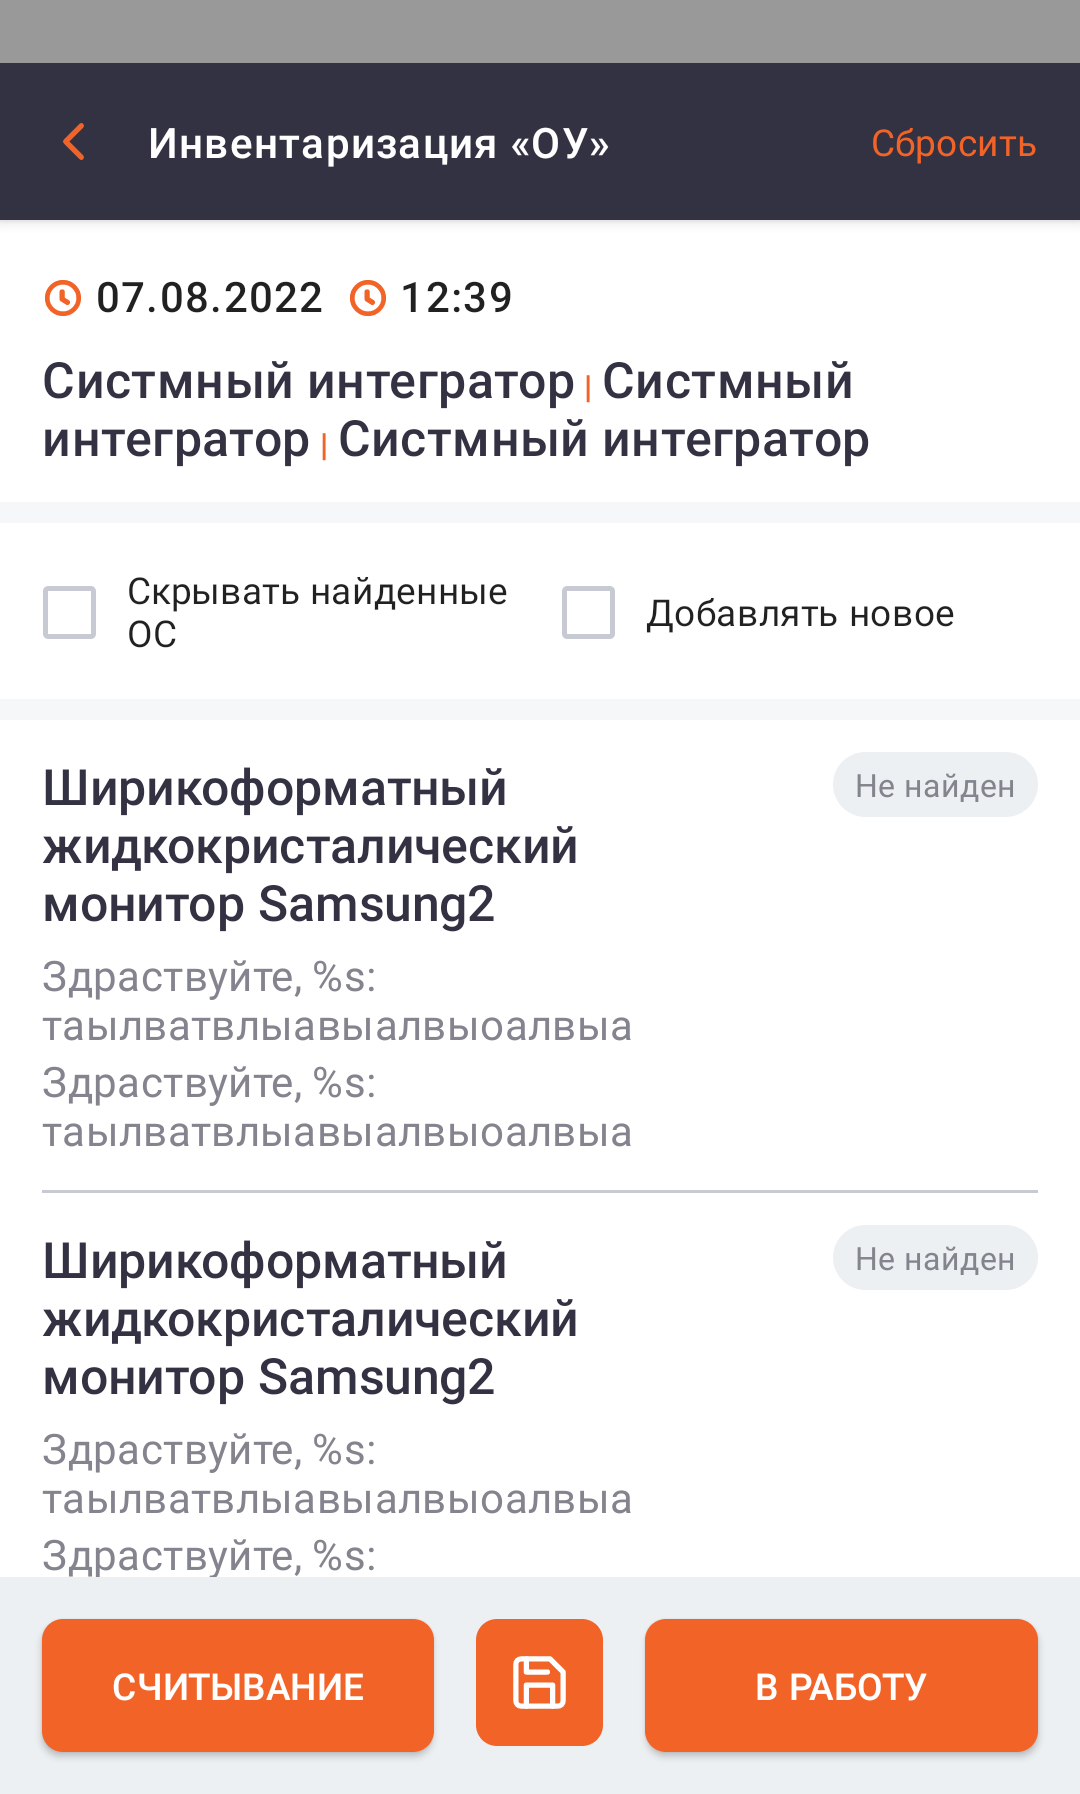 Инвентаризация «ОУ»
Сбросить
07.08.2022 12:39
Систмный интегратор | Систмный
интегратор | Систмный интегратор
Скрывать найденные
ОС
Добавлять новое
Ширикоформатный
жидкокристалический
монитор Samsung2
Не найден
Здраствуйте, %s:
таылватвлыавыалвыоалвыа
Здраствуйте, %s:
таылватвлыавыалвыоалвыа
Ширикоформатный
жидкокристалический
монитор Samsung2
Не найден
Здраствуйте, %s:
таылватвлыавыалвыоалвыа
Здраствуйте, %s:
СЧИТЫВАНИЕ
В РАБОТУ